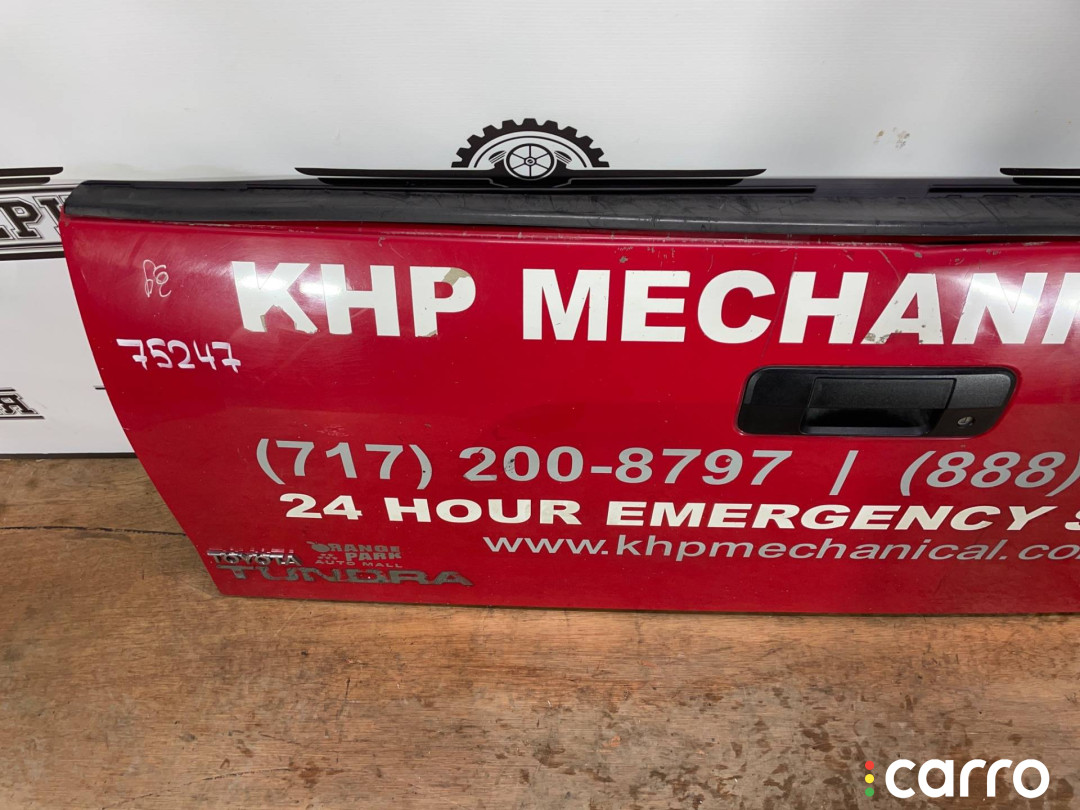 KHP MECHANI
75247
(717) 200-8797 / (888)
24 HOUR EMERGENCY S
www.khpmechanical.co
TOYOTA
ORANGE
PARK
AUTO MALL
TUNDRA
carro